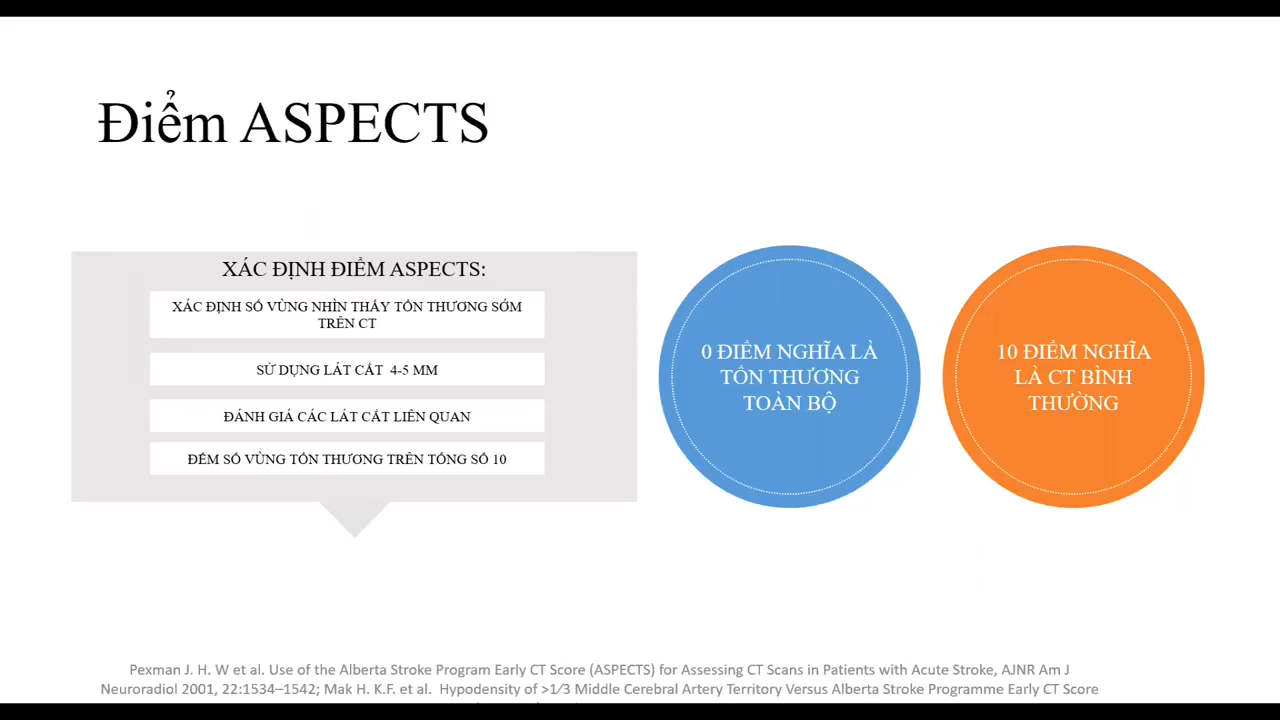 Điểm ASPECTS
XÁC ĐỊNH ĐIỂM ASPECTS:
XÁC ĐỊNH SỐ VÙNG NHÌN THẤY TỔN THƯƠNG SỚM
TRÊN CT
SỬ DỤNG LÁT CẮT 4-5 MM
ĐÁNH GIÁ CÁC LÁT CẮT LIÊN QUAN
ĐẾM SỐ VÙNG TỔN THƯƠNG TRÊN TỔNG SỐ 10
0 ĐIỂM NGHĨA LÀ
TỔN THƯƠNG
TOÀN BỘ
10 ĐIỂM NGHĨA
LÀ CT BÌNH
THƯỜNG
Pexman J. H. W et al. Use of the Alberta Stroke Program Early CT Score (ASPECTS) for Assessing CT Scans in Patients with Acute Stroke, AJNR Am J
Neuroradiol 2001, 22:1534–1542; Mak H. K.F. et al. Hypodensity of >1⁄3 Middle Cerebral Artery Territory Versus Alberta Stroke Programme Early CT Score